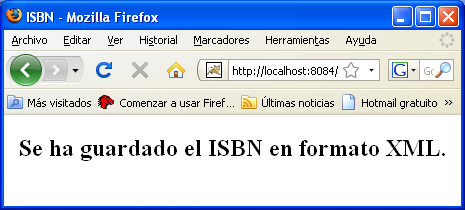 ISBN - Mozilla Firefox
Archivo Editar Ver Historial Marcadores Herramientas Ayuda
http://localhost:8084/ G Go
Más visitados Comenzar a usar Firef... Últimas noticias Hotmail gratuito »
Se ha guardado el ISBN en formato XML.